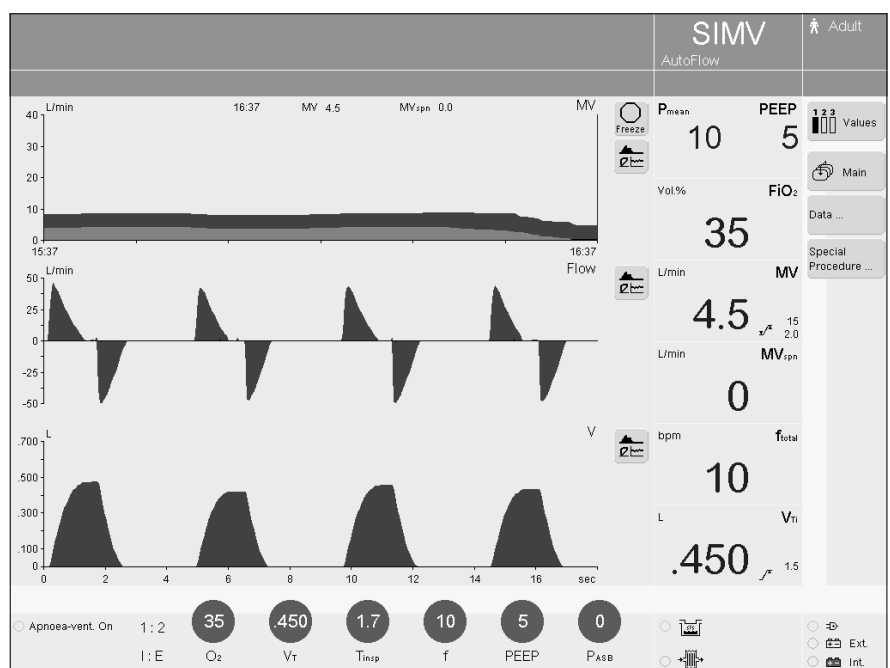 SIMV
Adult
AutoFlow
L/min 16:37 MV 4.5 MVspn 0.0 MV
40
30
20
10
0
15:37 16:37
Freeze
Pmean PEEP
10 5
1 2 3
Values
Main
Data ...
Special
Procedure ...
Vol.% FiO₂
35
L/min Flow
50
25
0
-25
-50
L/min MV
4.5
15
2.0
L/min MVspn
0
L V
.700
.500
.300
.100
0
0 2 4 6 8 10 12 14 16 sec
bpm ftotal
10
L VTi
.450 1.5
Apnoea-vent. On
1 : 2 35 .450 1.7 10 5 0
I : E O₂ VT Tinsp f PEEP PASB
Ext.
Int.